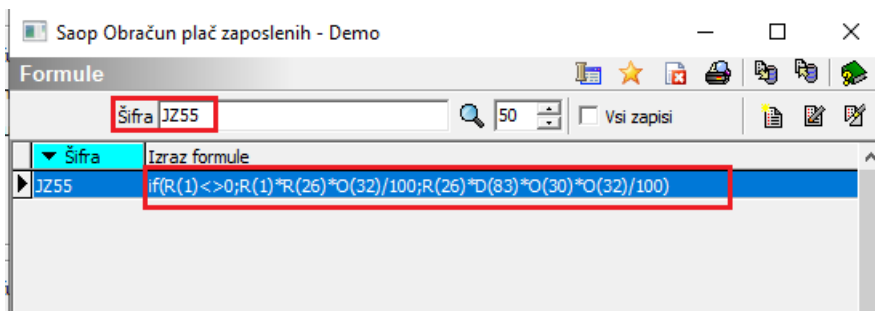 Saop Obračun plač zaposlenih - Demo
Formule
Šifra JZ55 50 Vsi zapisi
Šifra Izraz formule
JZ55 if(R(1)<>0;R(1)*R(26)*O(32)/100;R(26)*D(83)*O(30)*O(32)/100)